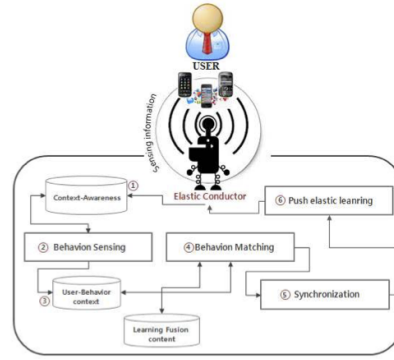 USER
Sensing information
Elastic Conductor
①
Context-Awareness
⑥ Push elastic leanring
② Behavion Sensing
④ Behavion Matching
③
User-Behavior
context
⑤ Synchronization
Learning Fusion
content